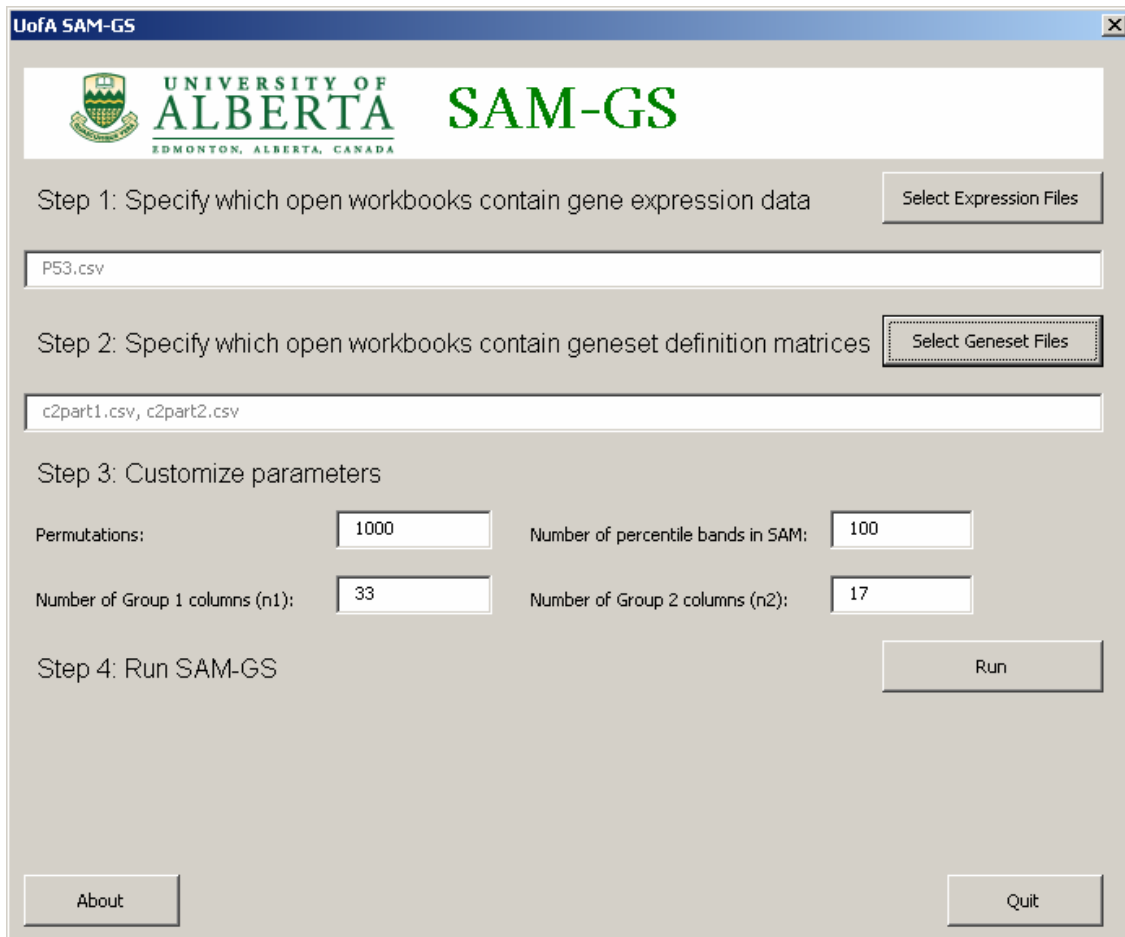 UofA SAM-GS
UNIVERSITY OF
ALBERTA
EDMONTON, ALBERTA, CANADA
SAM-GS
Step 1: Specify which open workbooks contain gene expression data
Select Expression Files
P53.csv
Step 2: Specify which open workbooks contain geneset definition matrices
Select Geneset Files
c2part1.csv, c2part2.csv
Step 3: Customize parameters
Permutations: 1000 Number of percentile bands in SAM: 100
Number of Group 1 columns (n1): 33 Number of Group 2 columns (n2): 17
Step 4: Run SAM-GS
Run
About
Quit